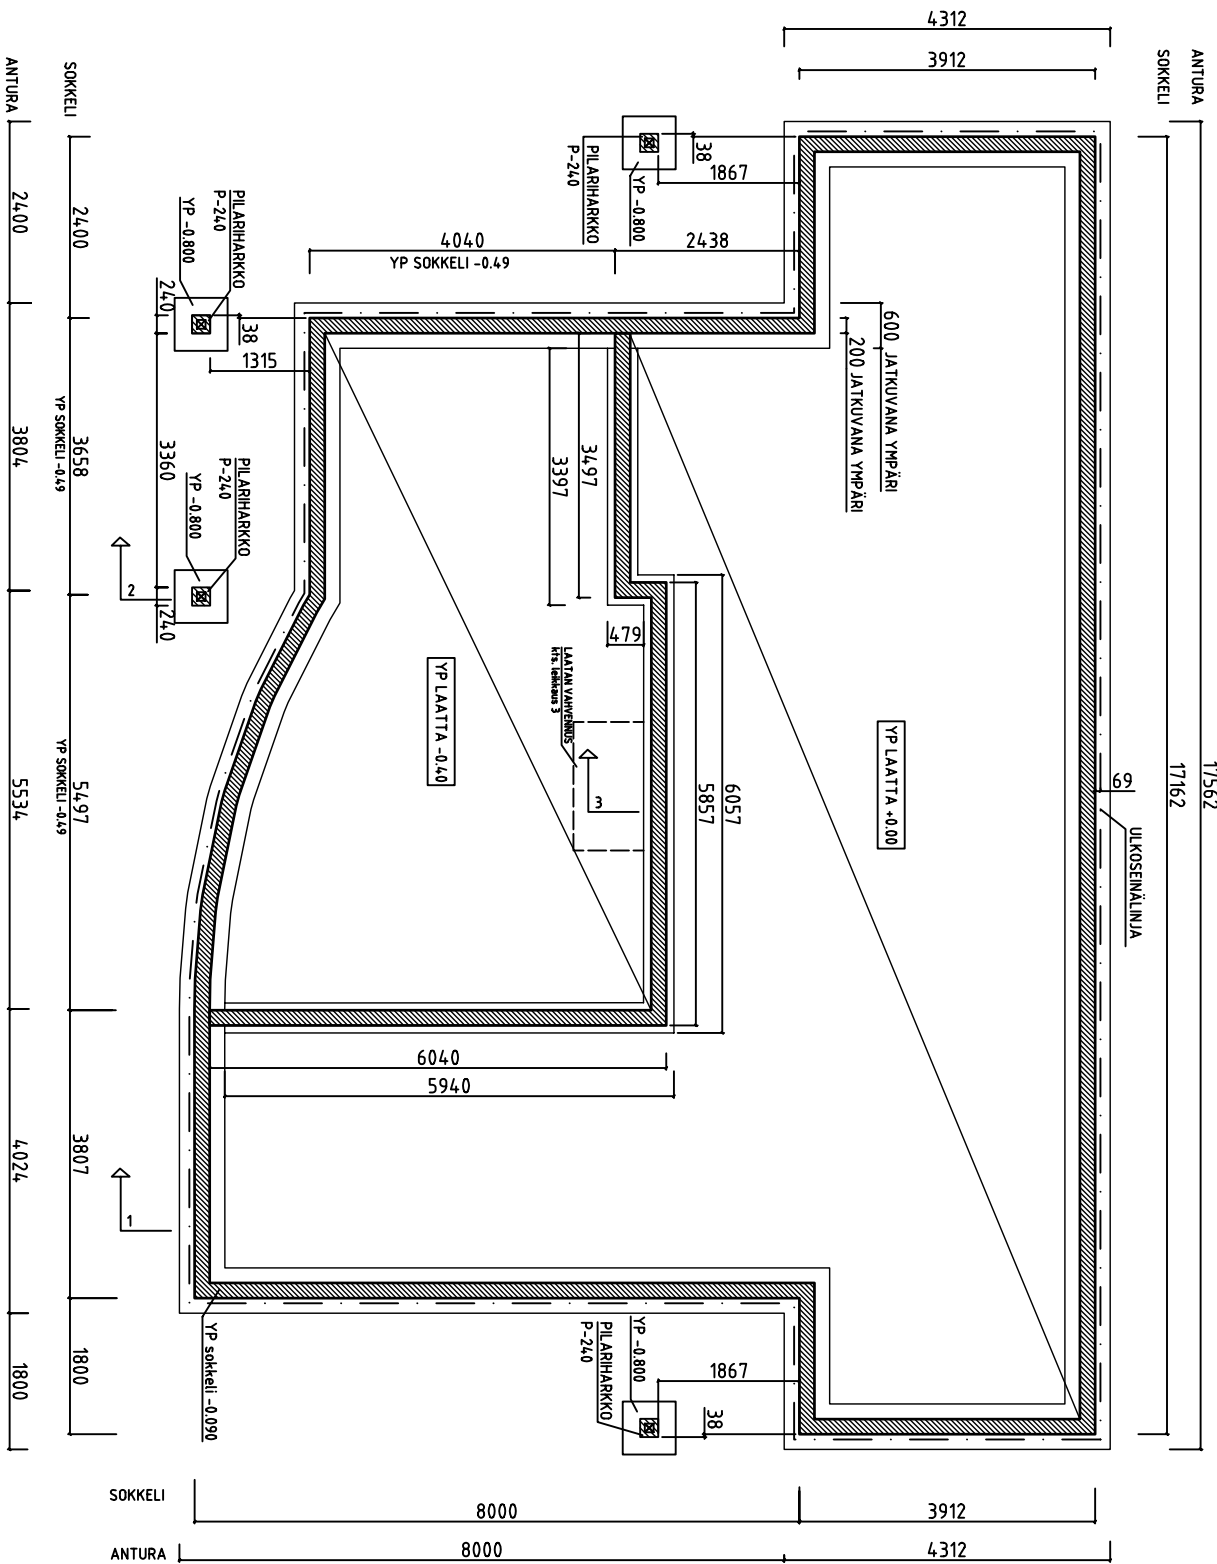 4312
3912
ANTURA
SOKKELI
17562
17162
SOKKELI
ANTURA
38
1867
PILARIHARKKO
P-240
YP -0.800
4040
YP SOKKELI -0.49
2438
PILARIHARKKO
P-240
YP -0.800
240
38
1315
2400
2400
600 JATKUVANA YMPÄRI
200 JATKUVANA YMPÄRI
3497
3397
3658
YP SOKKELI -0.49
3804
3360
PILARIHARKKO
P-240
YP -0.800
240
2
479
LAATAN VAHVENNUS
kts. leikkaus 3
YP LAATTA -0.40
3
6057
5857
YP LAATTA +0.00
69
ULKOSEINÄLINJA
5497
YP SOKKELI -0.49
5534
6040
5940
3807
4024
1
YP sokkeli -0.090
1800
1800
YP -0.800
PILARIHARKKO
P-240
1867
38
SOKKELI
8000
3912
ANTURA
8000
4312